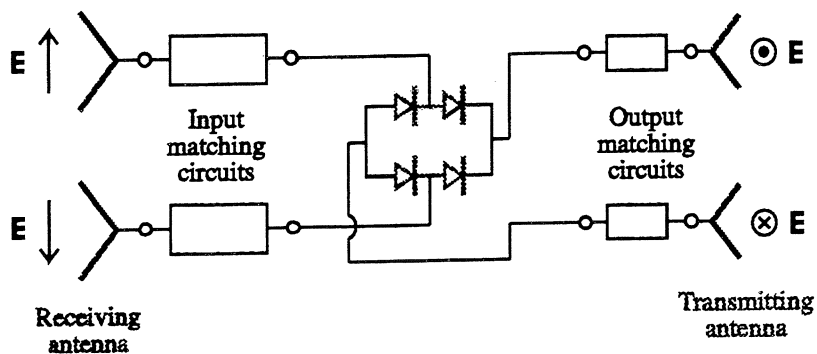 E
E
Input
matching
circuits
Output
matching
circuits
E
E
Receiving
antenna
Transmitting
antenna